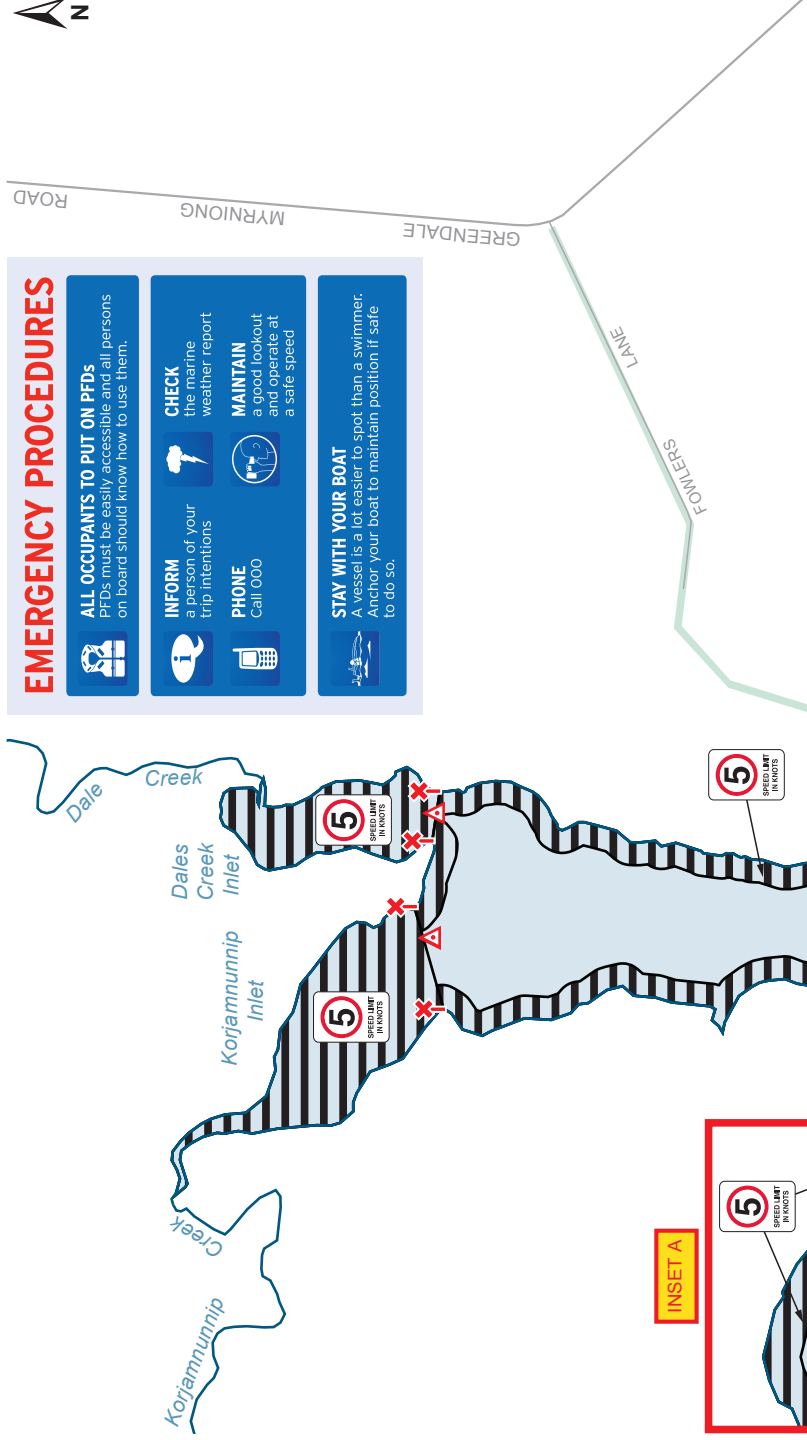 N
EMERGENCY PROCEDURES
ALL OCCUPANTS TO PUT ON PFDs
PFDs must be easily accessible and all persons
on board should know how to use them.
INFORM
a person of your
trip intentions
CHECK
the marine
weather report
PHONE
Call 000
MAINTAIN
a good lookout
and operate at
a safe speed
STAY WITH YOUR BOAT
A vessel is a lot easier to spot than a swimmer.
Anchor your boat to maintain position if safe
to do so.
ROAD
MYRNIONG
GREENDALE
LANE
FOWLERS
Dale
Creek
Dales
Creek
Inlet
Korjamnunnip
Inlet
Korjamnunnip
Creek
5
SPEED LIMIT
IN KNOTS
5
SPEED LIMIT
IN KNOTS
5
SPEED LIMIT
IN KNOTS
INSET A
5
SPEED LIMIT
IN KNOTS